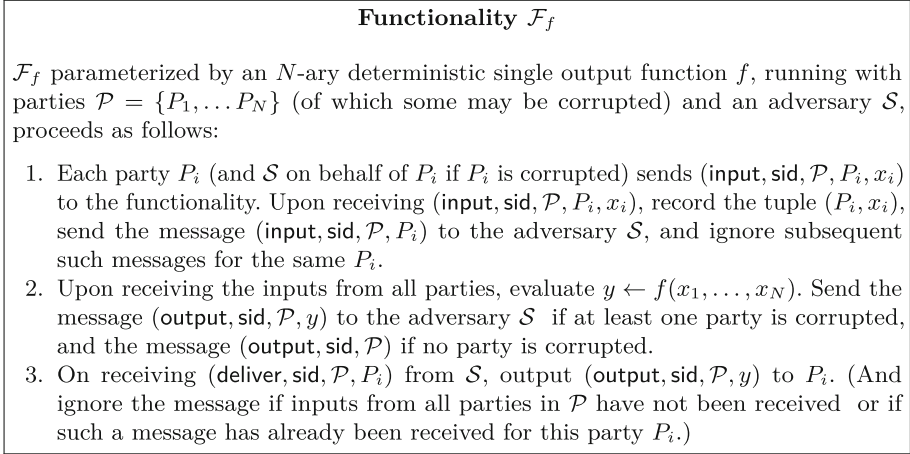 Functionality 𝓕_f
𝓕_f parameterized by an N-ary deterministic single output function f, running with
parties 𝒫 = {P_1, . . . P_N} (of which some may be corrupted) and an adversary 𝒮,
proceeds as follows:
1. Each party P_i (and 𝒮 on behalf of P_i if P_i is corrupted) sends (input, sid, 𝒫, P_i, x_i)
to the functionality. Upon receiving (input, sid, 𝒫, P_i, x_i), record the tuple (P_i, x_i),
send the message (input, sid, 𝒫, P_i) to the adversary 𝒮, and ignore subsequent
such messages for the same P_i.
2. Upon receiving the inputs from all parties, evaluate y ← f(x_1, . . . , x_N). Send the
message (output, sid, 𝒫, y) to the adversary 𝒮 if at least one party is corrupted,
and the message (output, sid, 𝒫) if no party is corrupted.
3. On receiving (deliver, sid, 𝒫, P_i) from 𝒮, output (output, sid, 𝒫, y) to P_i. (And
ignore the message if inputs from all parties in 𝒫 have not been received or if
such a message has already been received for this party P_i.)